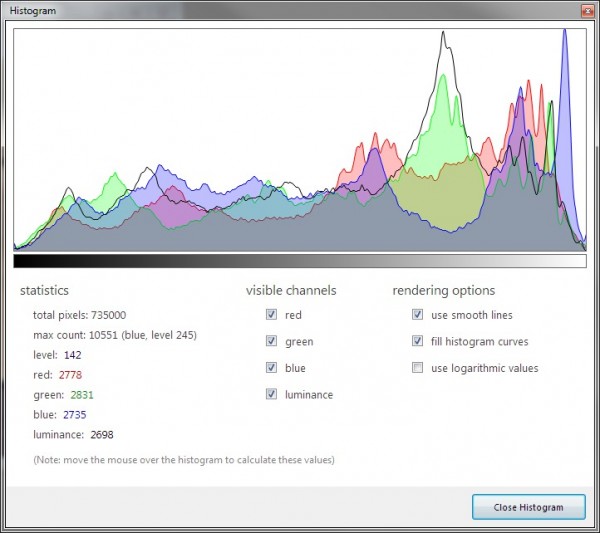 Histogram
statistics
total pixels: 735000
max count: 10551 (blue, level 245)
level: 142
red: 2778
green: 2831
blue: 2735
luminance: 2698
(Note: move the mouse over the histogram to calculate these values)
visible channels
red
green
blue
luminance
rendering options
use smooth lines
fill histogram curves
use logarithmic values
Close Histogram